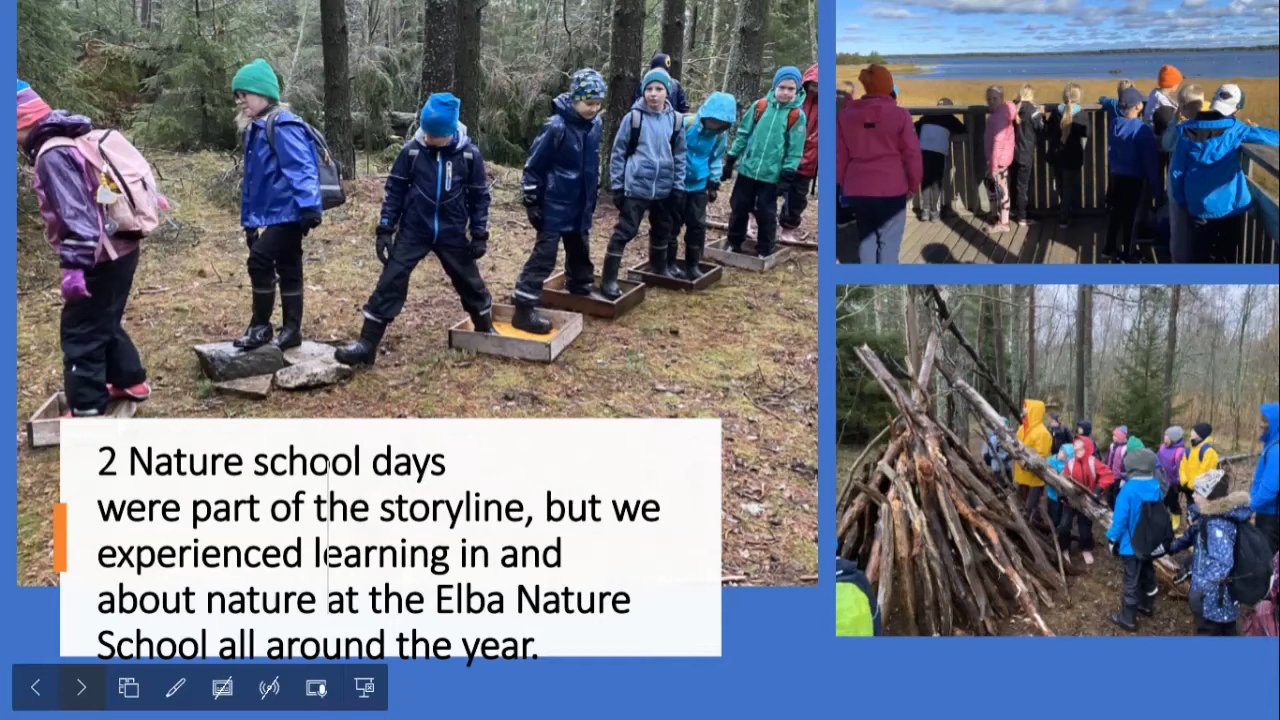 2 Nature school days
were part of the storyline, but we
experienced learning in and
about nature at the Elba Nature
School all around the year.